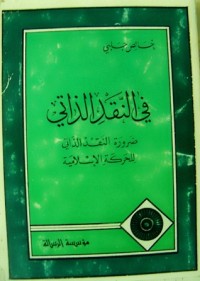 خالص جلبي
في النقد الذاتي
ضرورة النقد الذاتي
للحركة الإسلامية
مؤسسة الرسالة